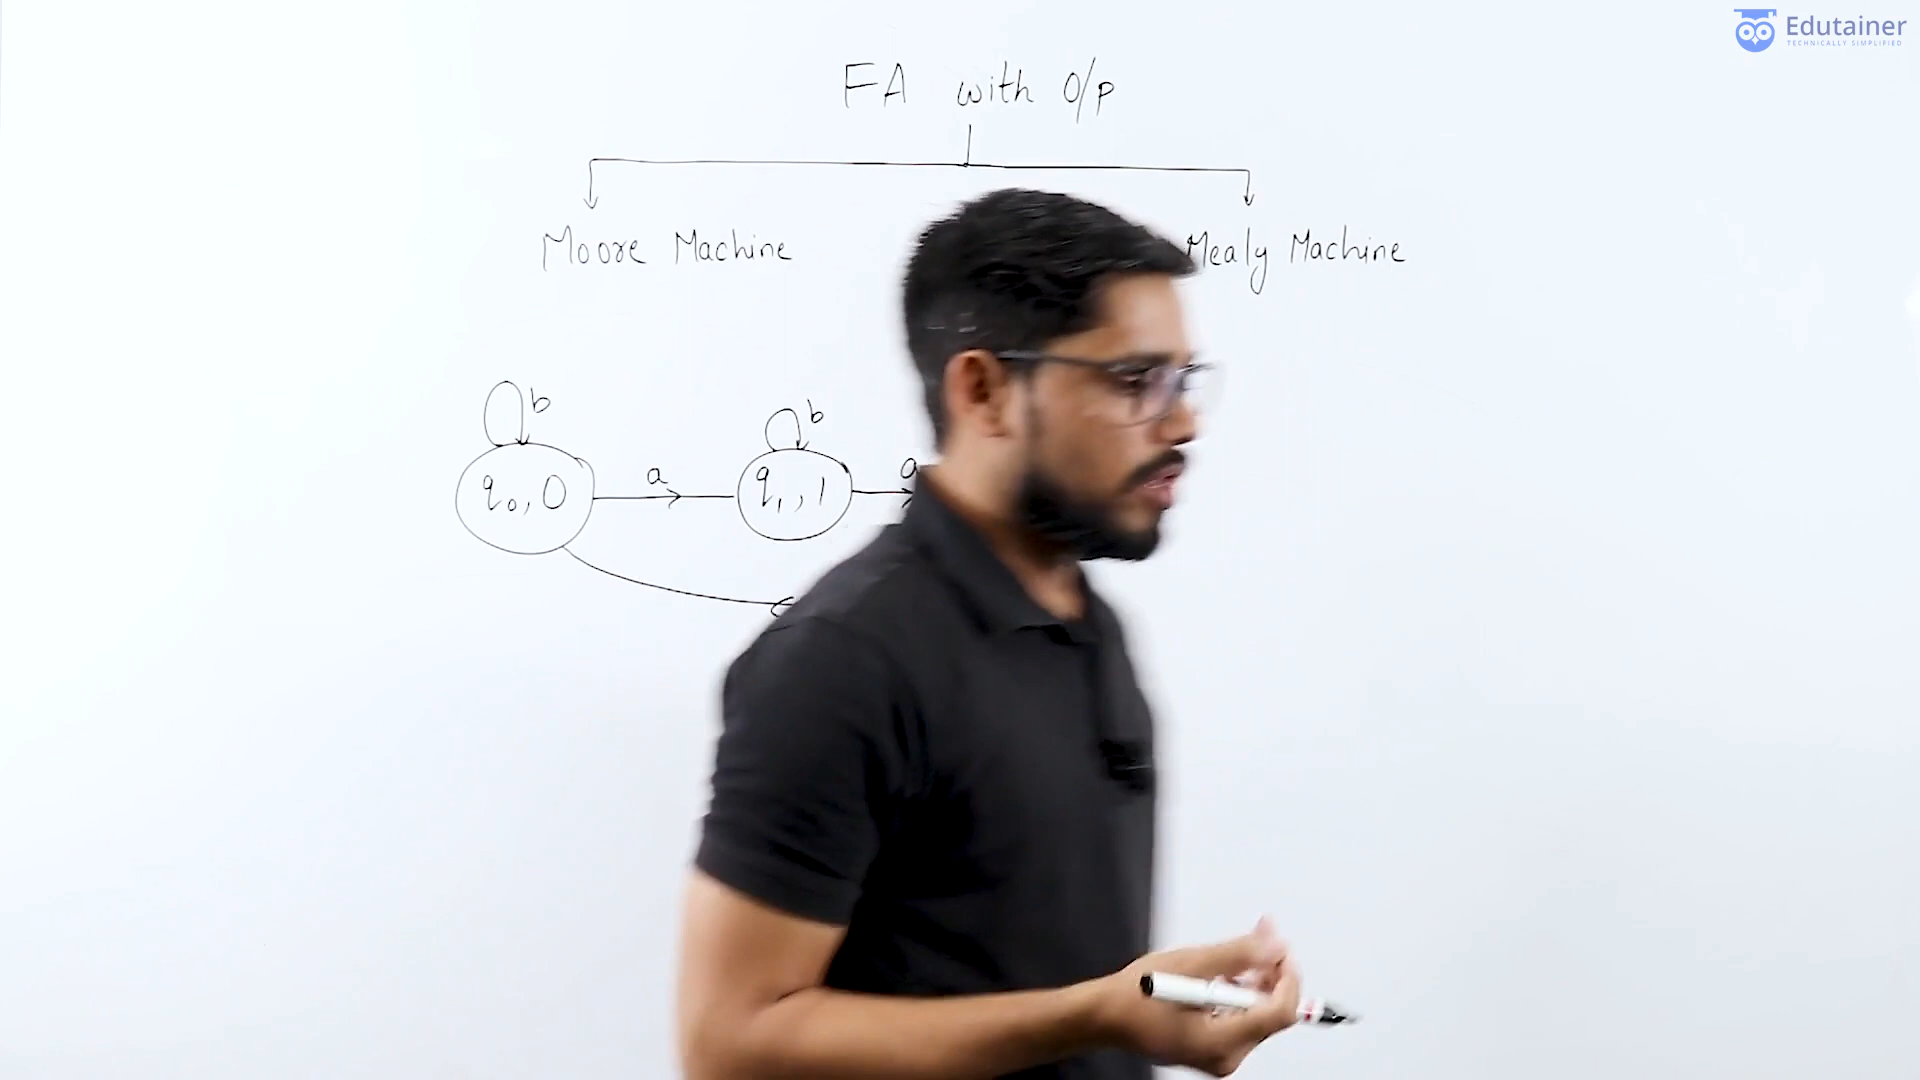 Edutainer
TECHNICALLY SIMPLIFIED
FA with O/P
Moore Machine
Mealy Machine
b
b
q₀, 0
a
q₁, 1
a